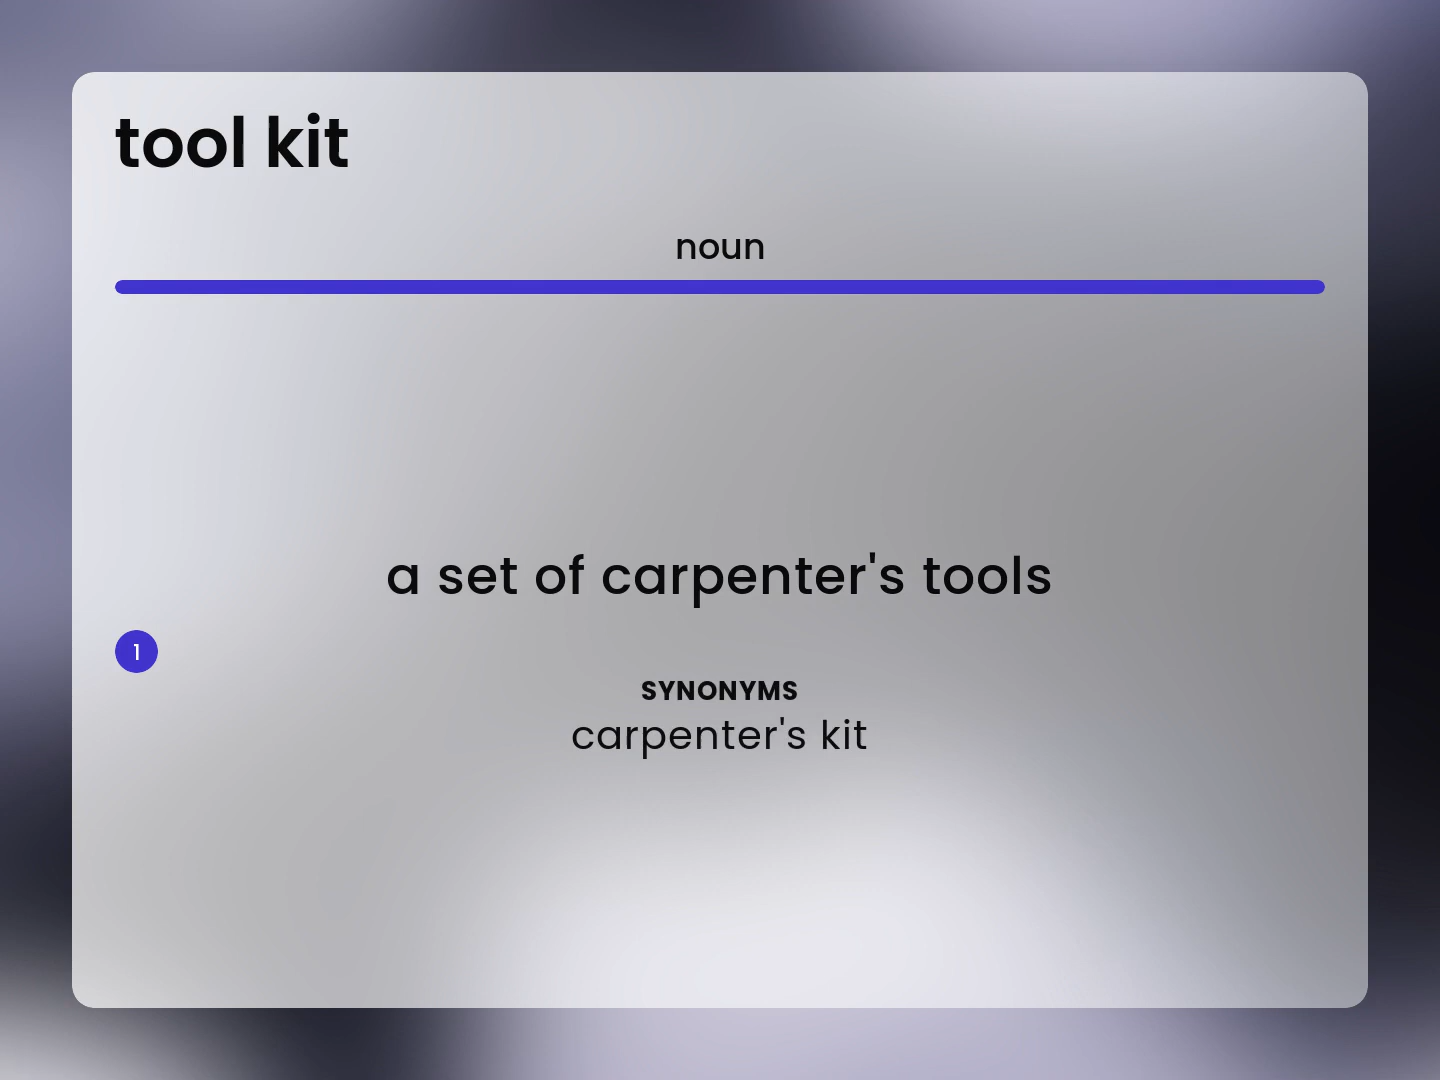 tool kit
noun
a set of carpenter's tools
1
SYNONYMS
carpenter's kit